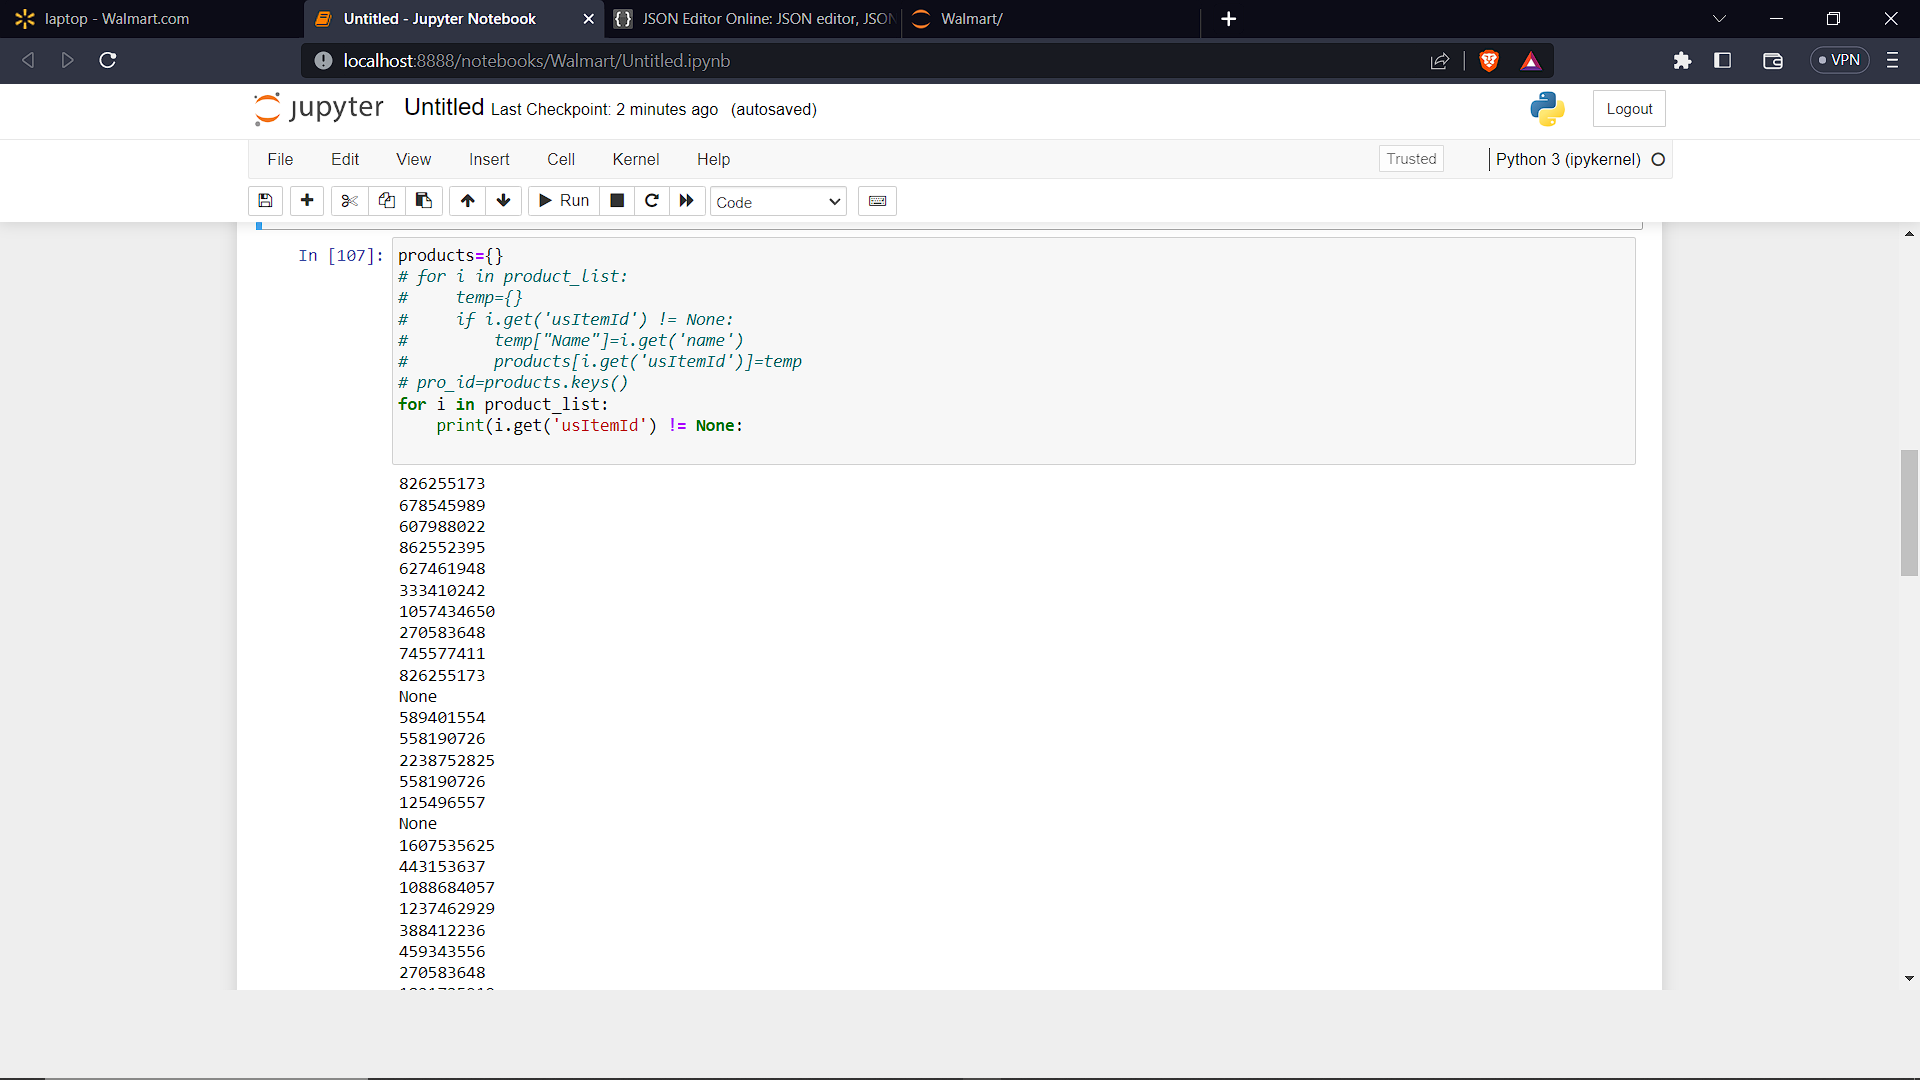 laptop - Walmart.com
Untitled - Jupyter Notebook
JSON Editor Online: JSON editor, JSON
Walmart/
localhost:8888/notebooks/Walmart/Untitled.ipynb
VPN
jupyter Untitled Last Checkpoint: 2 minutes ago (autosaved)
Logout
File Edit View Insert Cell Kernel Help
Trusted
Python 3 (ipykernel)
Run
Code
In [107]: products={}
# for i in product_list:
#     temp={}
#     if i.get('usItemId') != None:
#         temp["Name"]=i.get('name')
#         products[i.get('usItemId')]=temp
# pro_id=products.keys()
for i in product_list:
    print(i.get('usItemId') != None:
826255173
678545989
607988022
862552395
627461948
333410242
1057434650
270583648
745577411
826255173
None
589401554
558190726
2238752825
558190726
125496557
None
1607535625
443153637
1088684057
1237462929
388412236
459343556
270583648